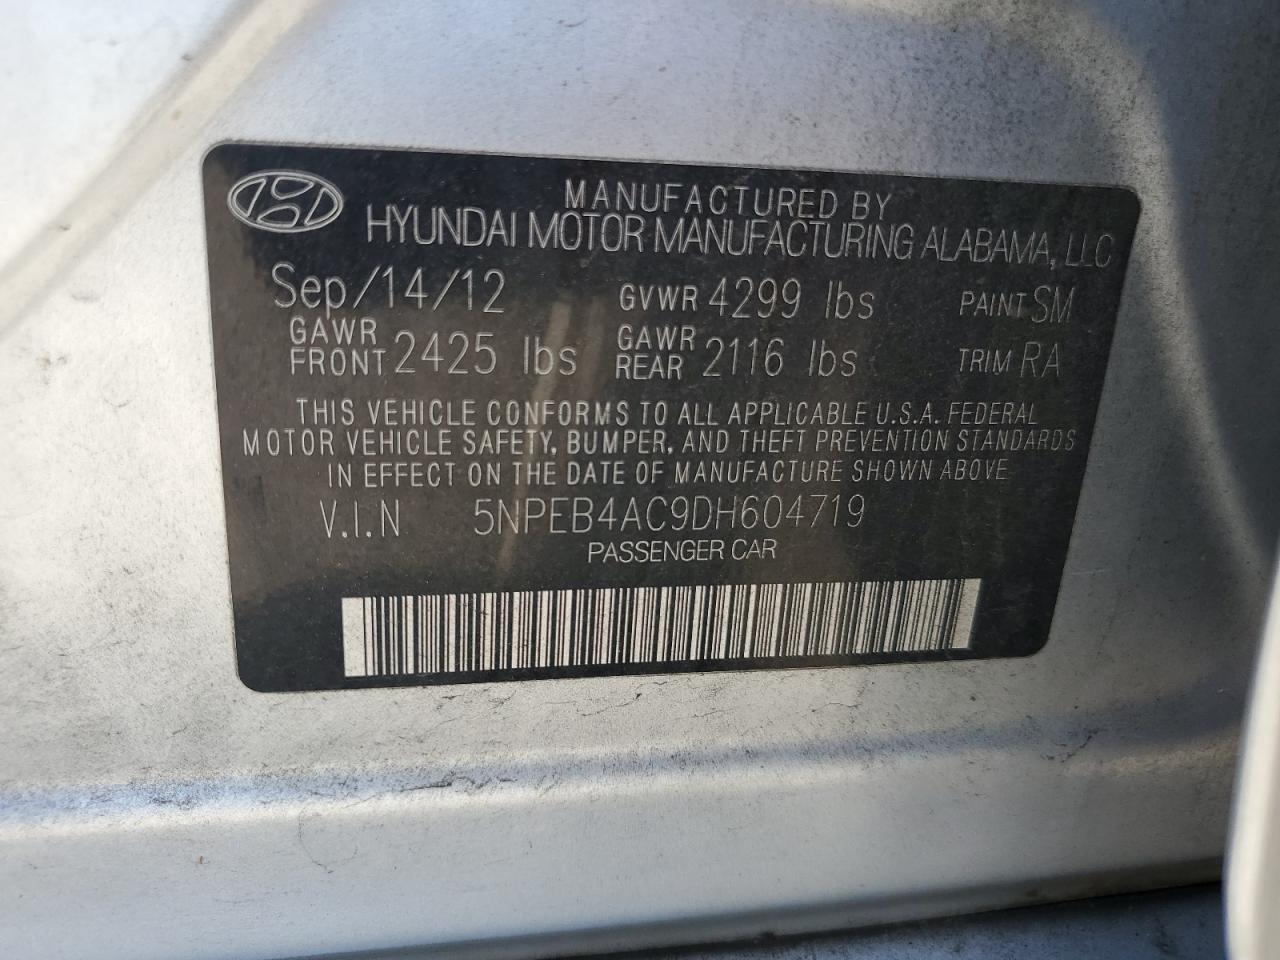 MANUFACTURED BY
HYUNDAI MOTOR MANUFACTURING ALABAMA, LLC
Sep/14/12 GVWR 4299 lbs PAINT SM
GAWR FRONT 2425 lbs GAWR REAR 2116 lbs TRIM RA
THIS VEHICLE CONFORMS TO ALL APPLICABLE U.S.A. FEDERAL
MOTOR VEHICLE SAFETY, BUMPER, AND THEFT PREVENTION STANDARDS
IN EFFECT ON THE DATE OF MANUFACTURE SHOWN ABOVE
V.I.N 5NPEB4AC9DH604719
PASSENGER CAR